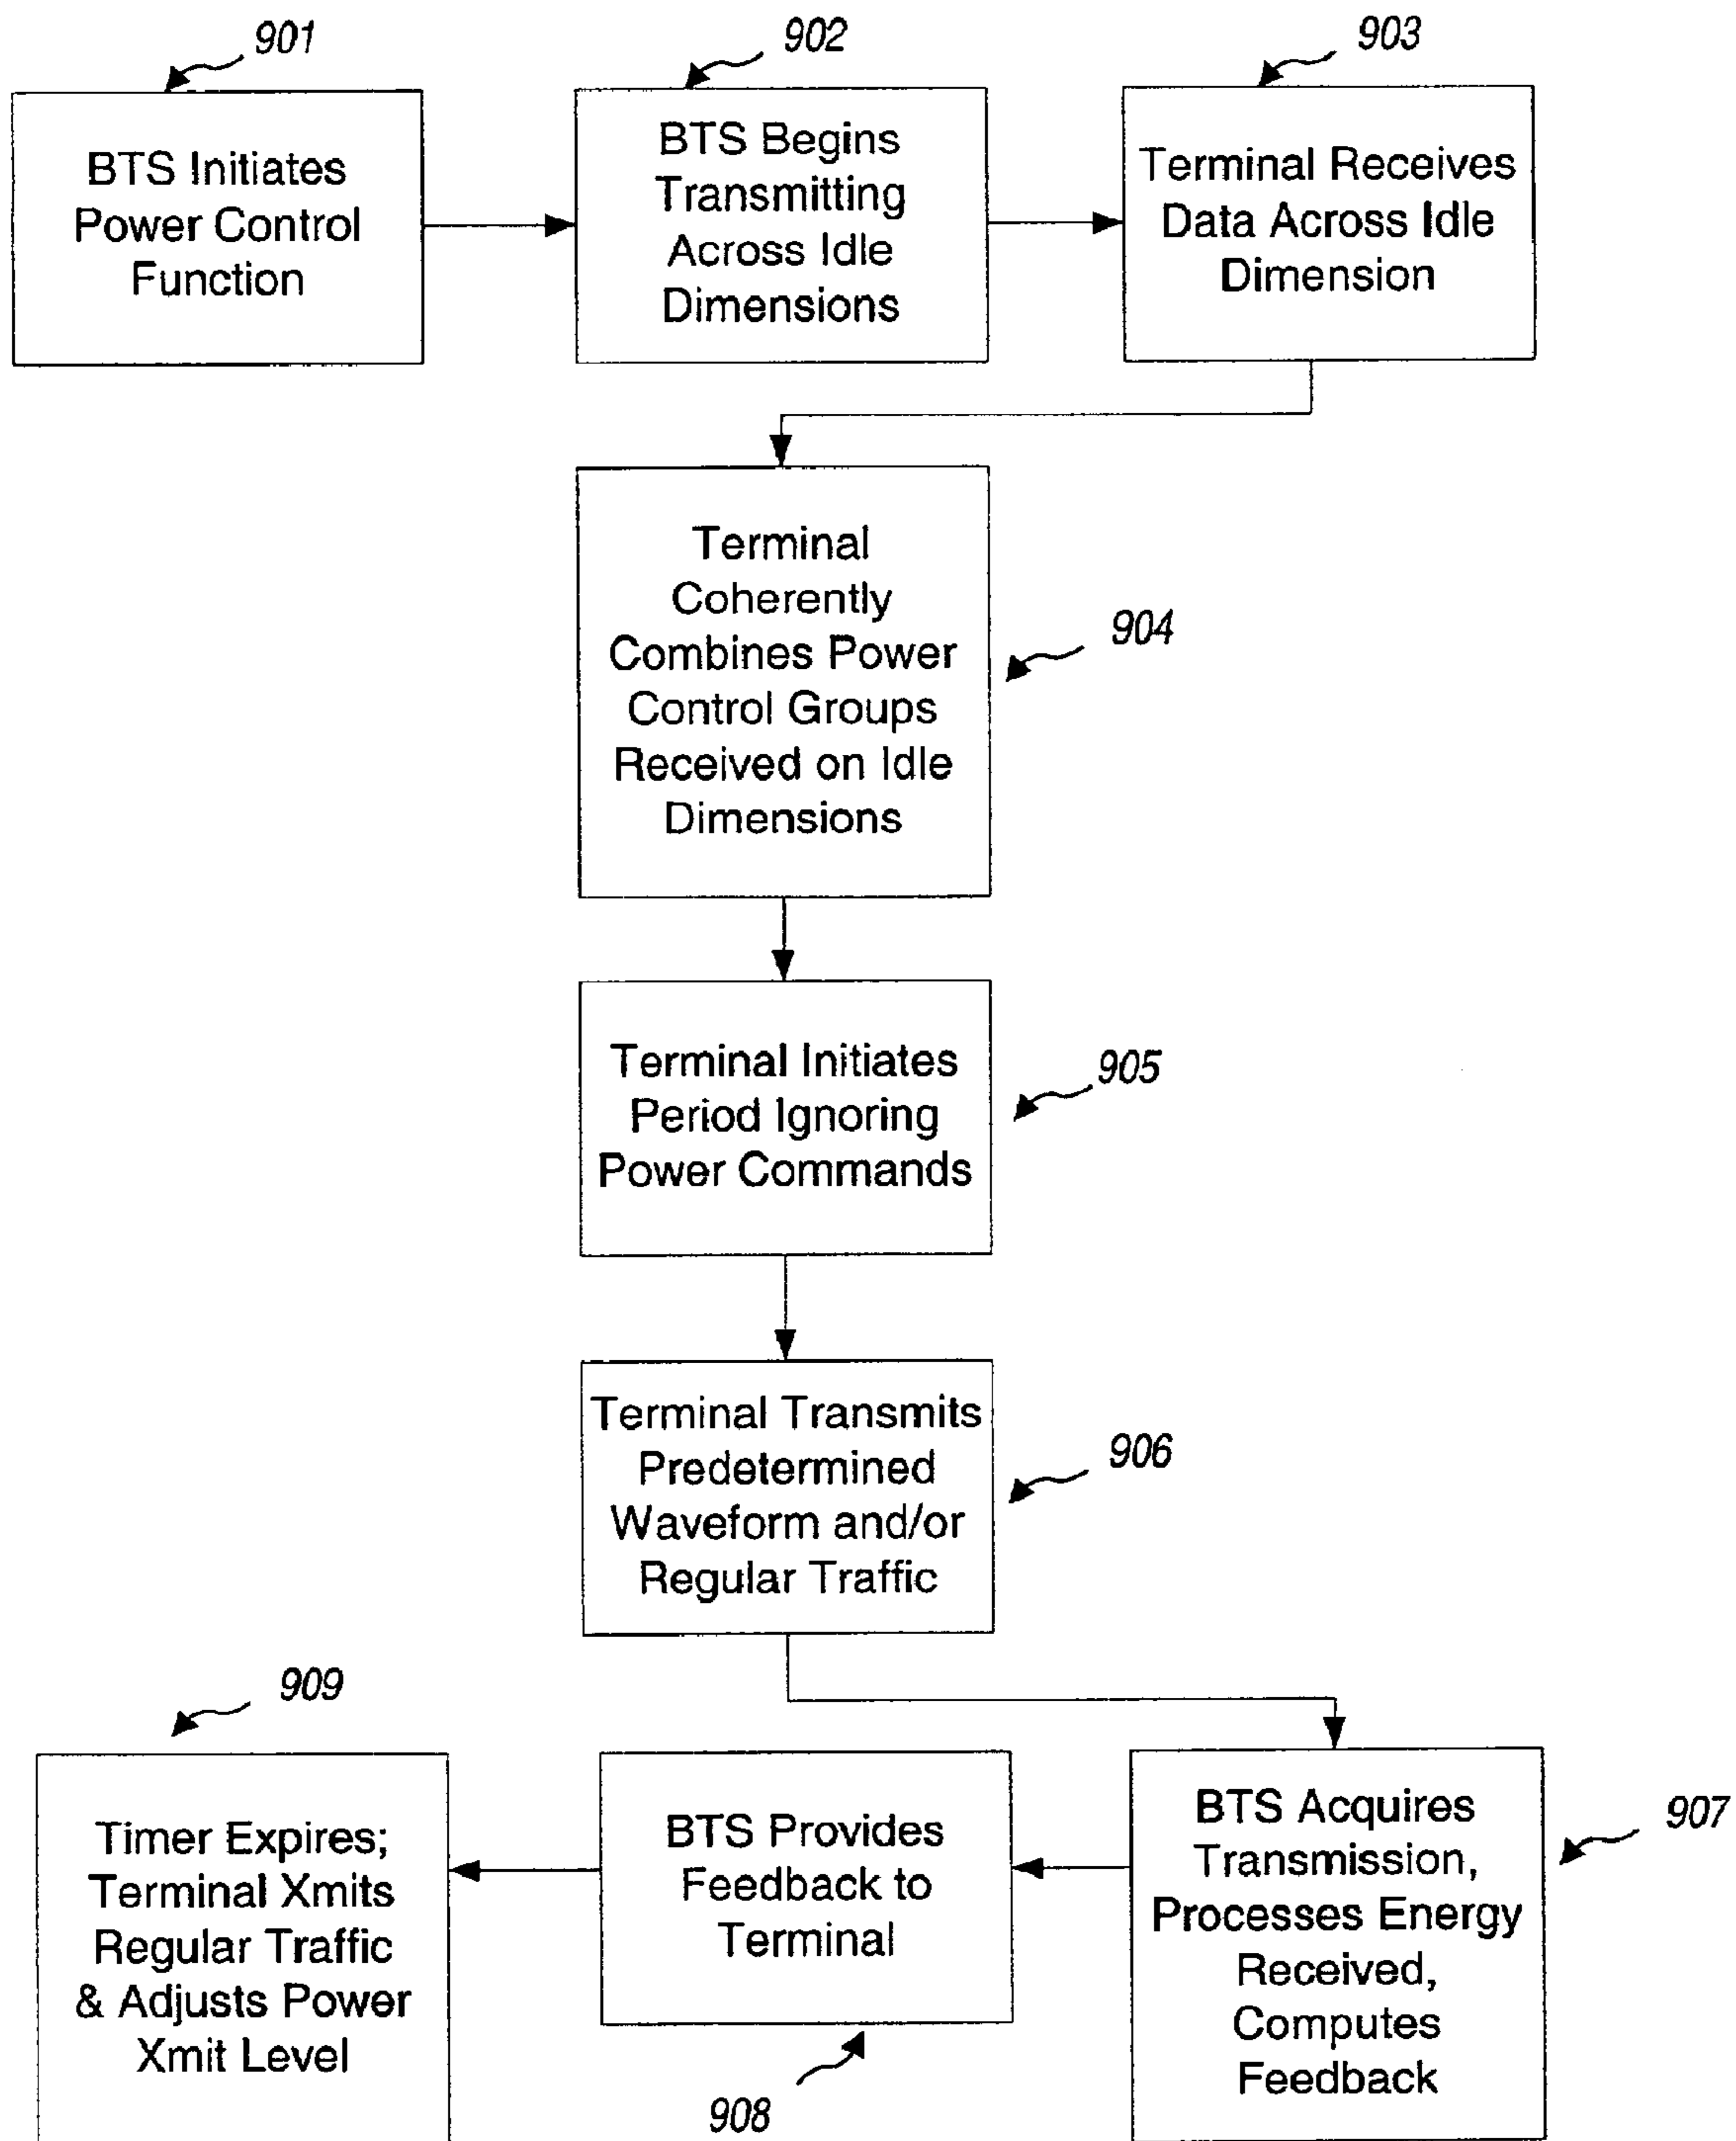 901
BTS Initiates
Power Control
Function
902
BTS Begins
Transmitting
Across Idle
Dimensions
903
Terminal Receives
Data Across Idle
Dimension
Terminal
Coherently
Combines Power
Control Groups
Received on Idle
Dimensions
904
Terminal Initiates
Period Ignoring
Power Commands
905
Terminal Transmits
Predetermined
Waveform and/or
Regular Traffic
906
BTS Acquires
Transmission,
Processes Energy
Received,
Computes
Feedback
907
BTS Provides
Feedback to
Terminal
908
909
Timer Expires;
Terminal Xmits
Regular Traffic
& Adjusts Power
Xmit Level